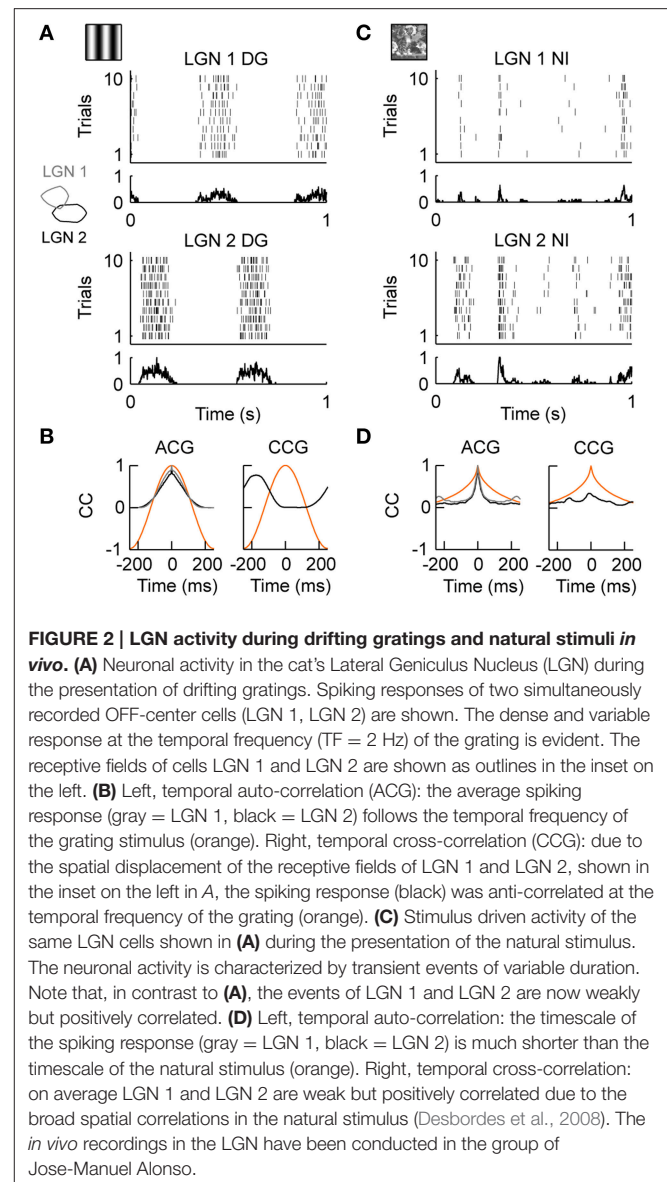 A
C
LGN 1 DG
LGN 1 NI
10
Trials
1
10
Trials
1
LGN 1
LGN 2
1
0
0
1
1
0
0
1
LGN 2 DG
LGN 2 NI
10
Trials
1
10
Trials
1
1
0
0
1
Time (s)
1
0
0
1
Time (s)
B
D
ACG
CCG
ACG
CCG
1
CC
0
-1
-200 0 200
Time (ms)
-200 0 200
Time (ms)
1
CC
0
-1
-200 0 200
Time (ms)
-200 0 200
Time (ms)
FIGURE 2 | LGN activity during drifting gratings and natural stimuli in
vivo. (A) Neuronal activity in the cat's Lateral Geniculus Nucleus (LGN) during
the presentation of drifting gratings. Spiking responses of two simultaneously
recorded OFF-center cells (LGN 1, LGN 2) are shown. The dense and variable
response at the temporal frequency (TF = 2 Hz) of the grating is evident. The
receptive fields of cells LGN 1 and LGN 2 are shown as outlines in the inset on
the left. (B) Left, temporal auto-correlation (ACG): the average spiking
response (gray = LGN 1, black = LGN 2) follows the temporal frequency of
the grating stimulus (orange). Right, temporal cross-correlation (CCG): due to
the spatial displacement of the receptive fields of LGN 1 and LGN 2, shown in
the inset on the left in A, the spiking response (black) was anti-correlated at the
temporal frequency of the grating (orange). (C) Stimulus driven activity of the
same LGN cells shown in (A) during the presentation of the natural stimulus.
The neuronal activity is characterized by transient events of variable duration.
Note that, in contrast to (A), the events of LGN 1 and LGN 2 are now weakly
but positively correlated. (D) Left, temporal auto-correlation: the timescale of
the spiking response (gray = LGN 1, black = LGN 2) is much shorter than the
timescale of the natural stimulus (orange). Right, temporal cross-correlation:
on average LGN 1 and LGN 2 are weak but positively correlated due to the
broad spatial correlations in the natural stimulus (Desbordes et al., 2008). The
in vivo recordings in the LGN have been conducted in the group of
Jose-Manuel Alonso.